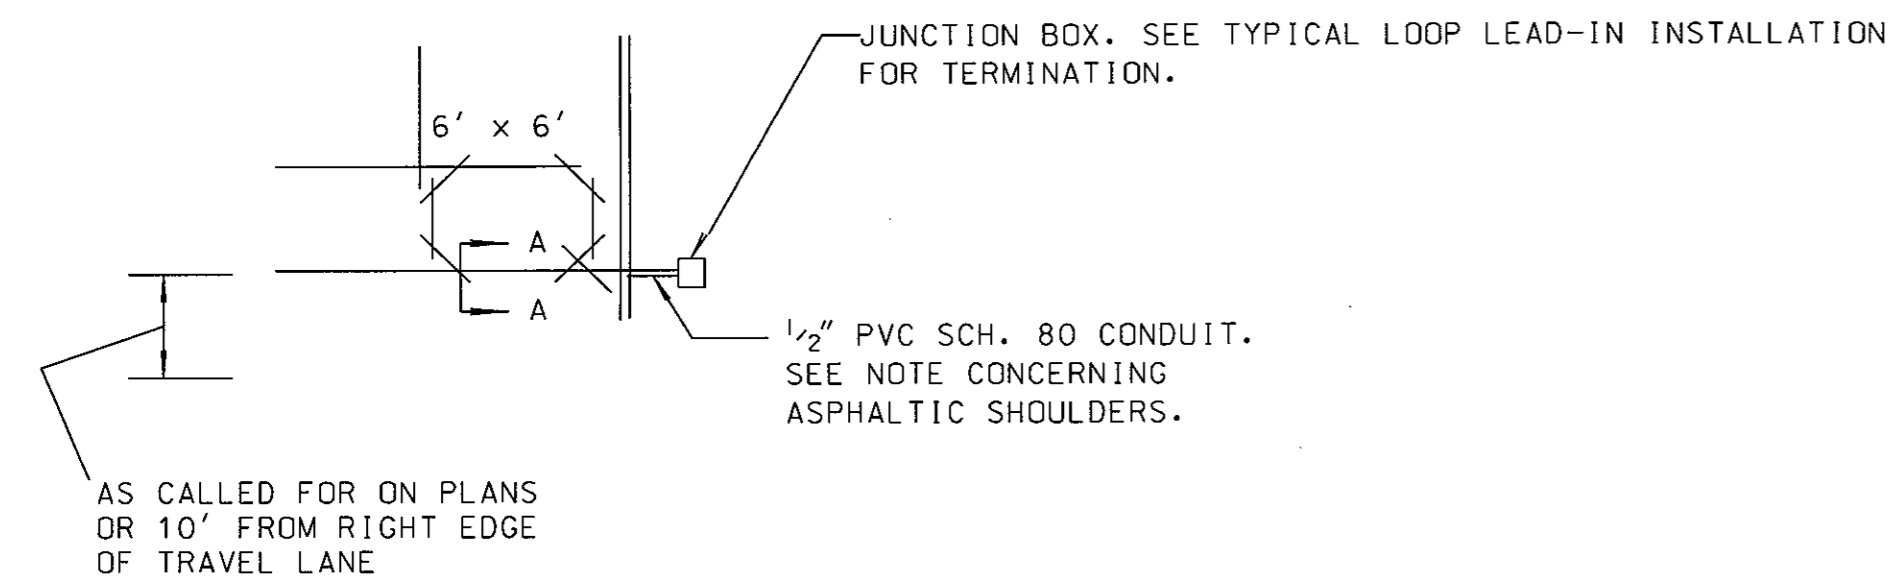 JUNCTION BOX. SEE TYPICAL LOOP LEAD-IN INSTALLATION
FOR TERMINATION.
6' x 6'
A
A
1/2" PVC SCH. 80 CONDUIT.
SEE NOTE CONCERNING
ASPHALTIC SHOULDERS.
AS CALLED FOR ON PLANS
OR 10' FROM RIGHT EDGE
OF TRAVEL LANE